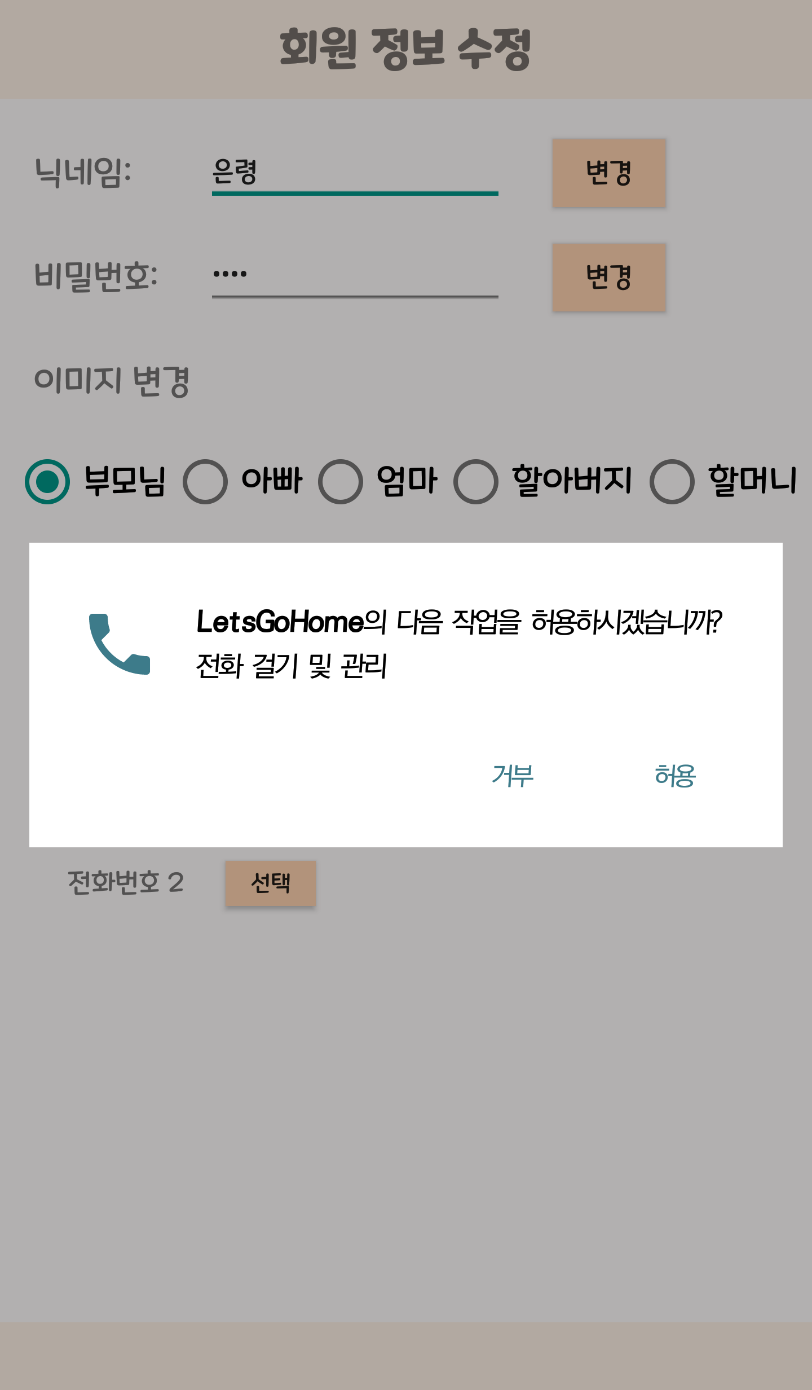 회원 정보 수정
닉네임: 은령 변경
비밀번호: •••• 변경
이미지 변경
부모님 아빠 엄마 할아버지 할머니
LetsGoHome의 다음 작업을 허용하시겠습니까?
전화 걸기 및 관리
거부 허용
전화번호 2 선택